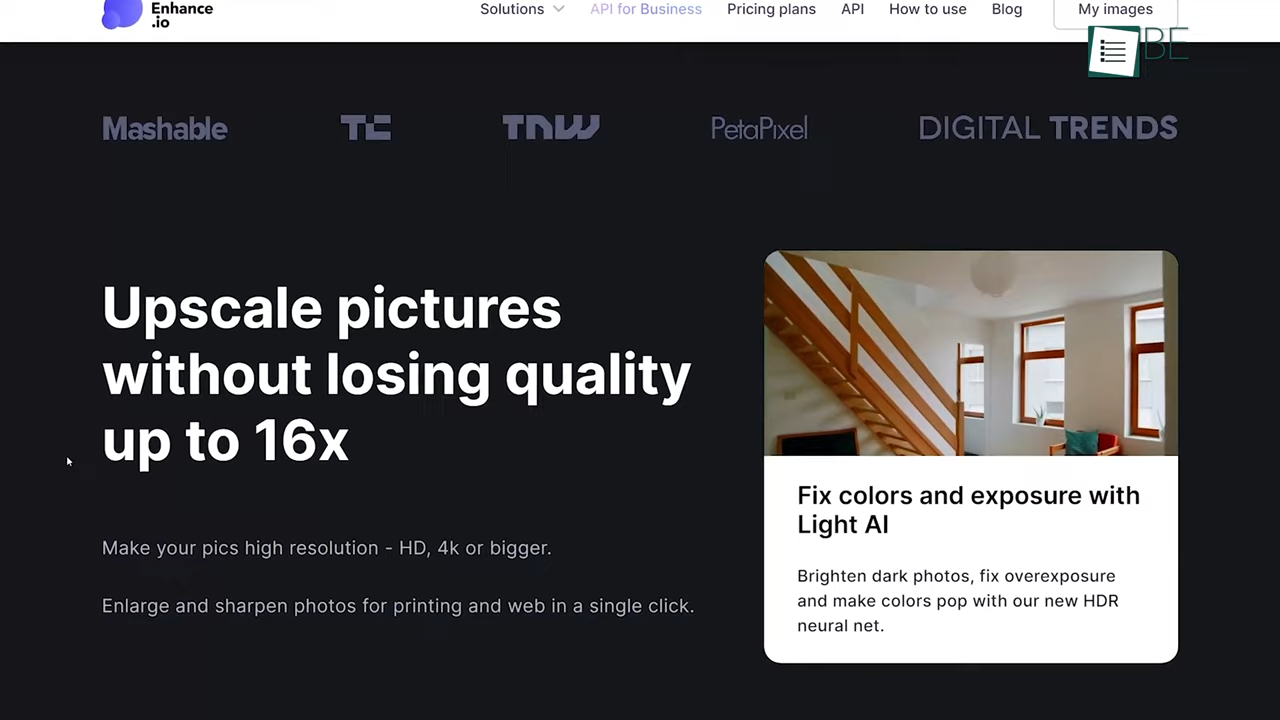 Enhance
.io
Solutions
API for Business
Pricing plans
API
How to use
Blog
My images
BE
Mashable
TC
TNW
PetaPixel
DIGITAL TRENDS
Upscale pictures
without losing quality
up to 16x
Make your pics high resolution - HD, 4k or bigger.
Enlarge and sharpen photos for printing and web in a single click.
Fix colors and exposure with
Light AI
Brighten dark photos, fix overexposure
and make colors pop with our new HDR
neural net.